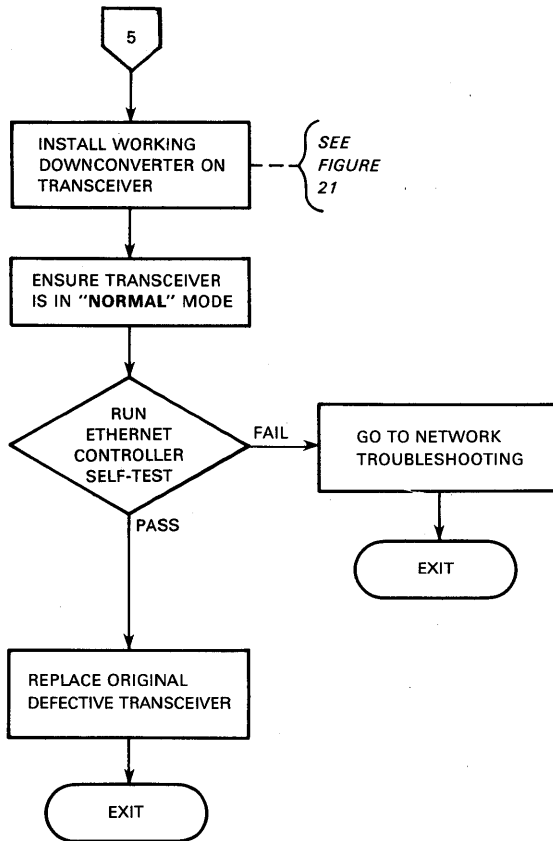 5
INSTALL WORKING
DOWNCONVERTER ON
TRANSCEIVER
SEE
FIGURE
21
ENSURE TRANSCEIVER
IS IN "NORMAL" MODE
RUN
ETHERNET
CONTROLLER
SELF-TEST
FAIL
GO TO NETWORK
TROUBLESHOOTING
EXIT
PASS
REPLACE ORIGINAL
DEFECTIVE TRANSCEIVER
EXIT